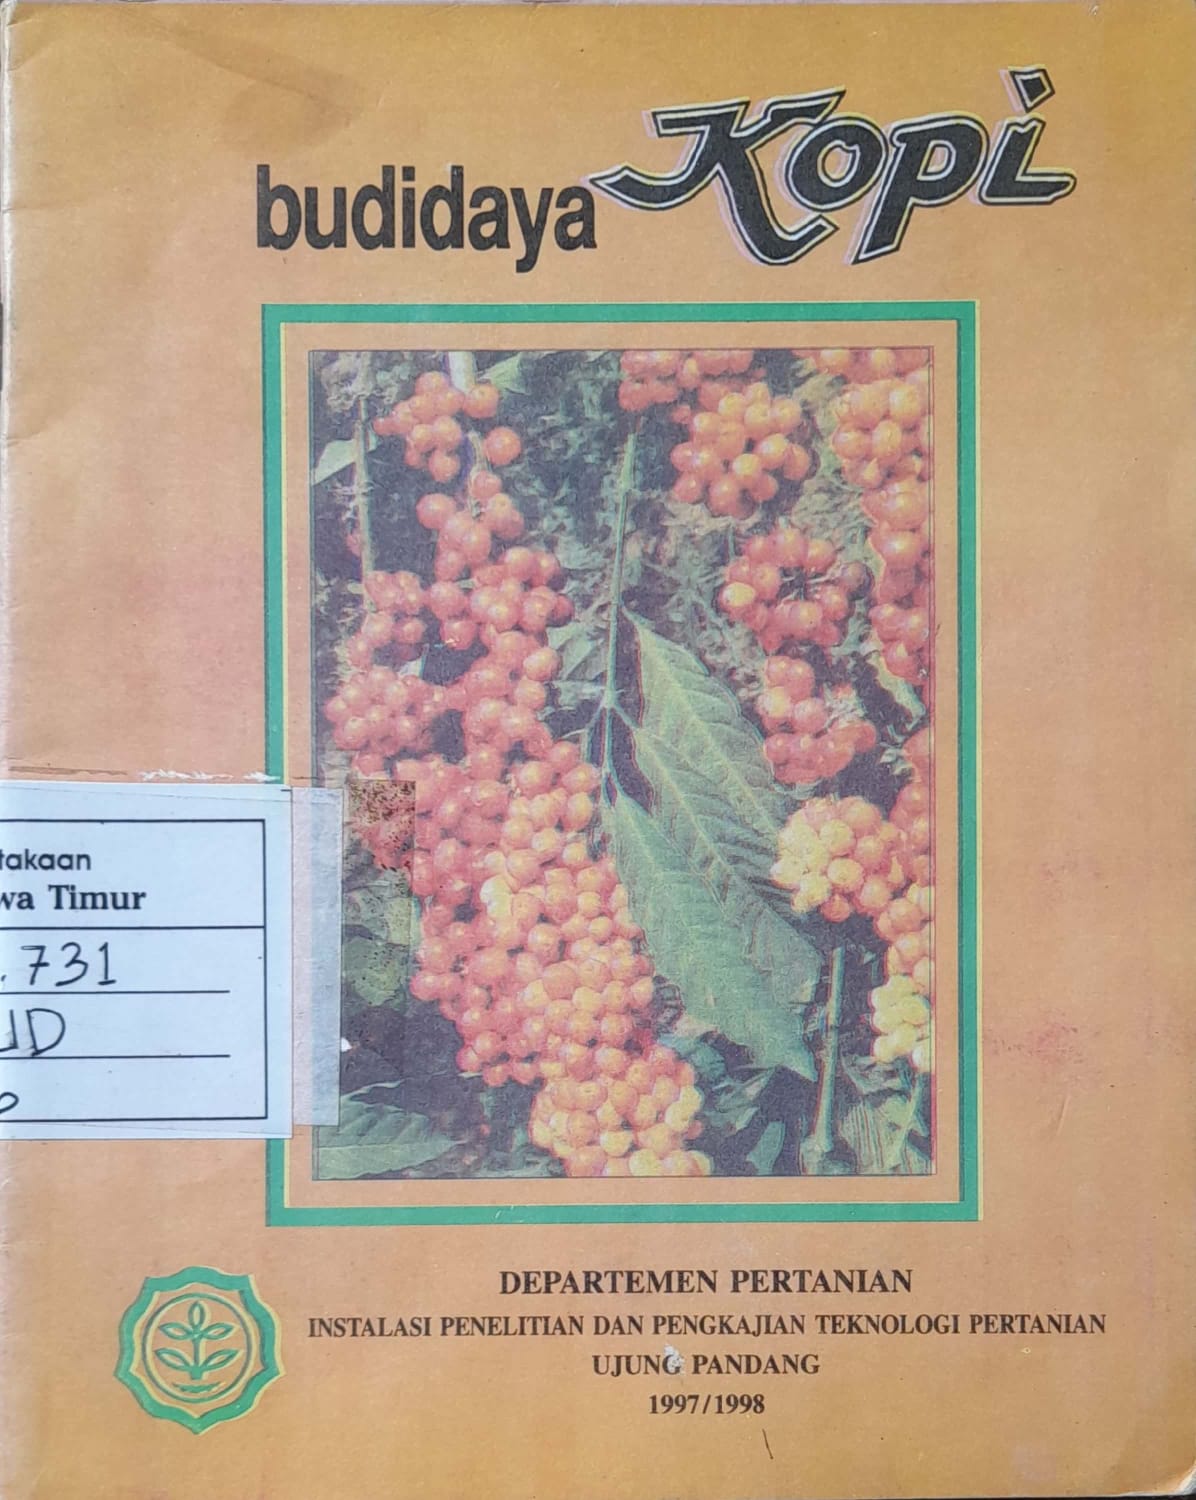 budidaya Kopi
takaan
wa Timur
.731
UD
DEPARTEMEN PERTANIAN
INSTALASI PENELITIAN DAN PENGKAJIAN TEKNOLOGI PERTANIAN
UJUNG PANDANG
1997/1998